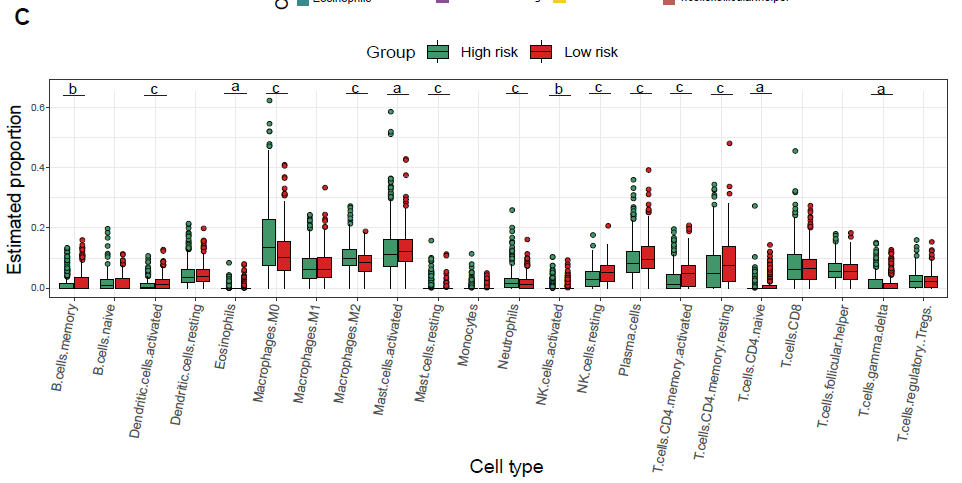 C
Group High risk Low risk
b c a c c a c c b c c c c a a
Estimated proportion
0.6
0.4
0.2
0.0
B.cells.memory
B.cells.naive
Dendritic.cells.activated
Dendritic.cells.resting
Eosinophils
Macrophages.M0
Macrophages.M1
Macrophages.M2
Mast.cells.activated
Mast.cells.resting
Monocytes
Neutrophils
NK.cells.activated
NK.cells.resting
Plasma.cells
T.cells.CD4.memory.activated
T.cells.CD4.memory.resting
T.cells.CD4.naive
T.cells.CD8
T.cells.follicular.helper
T.cells.gamma.delta
T.cells.regulatory..Tregs.
Cell type